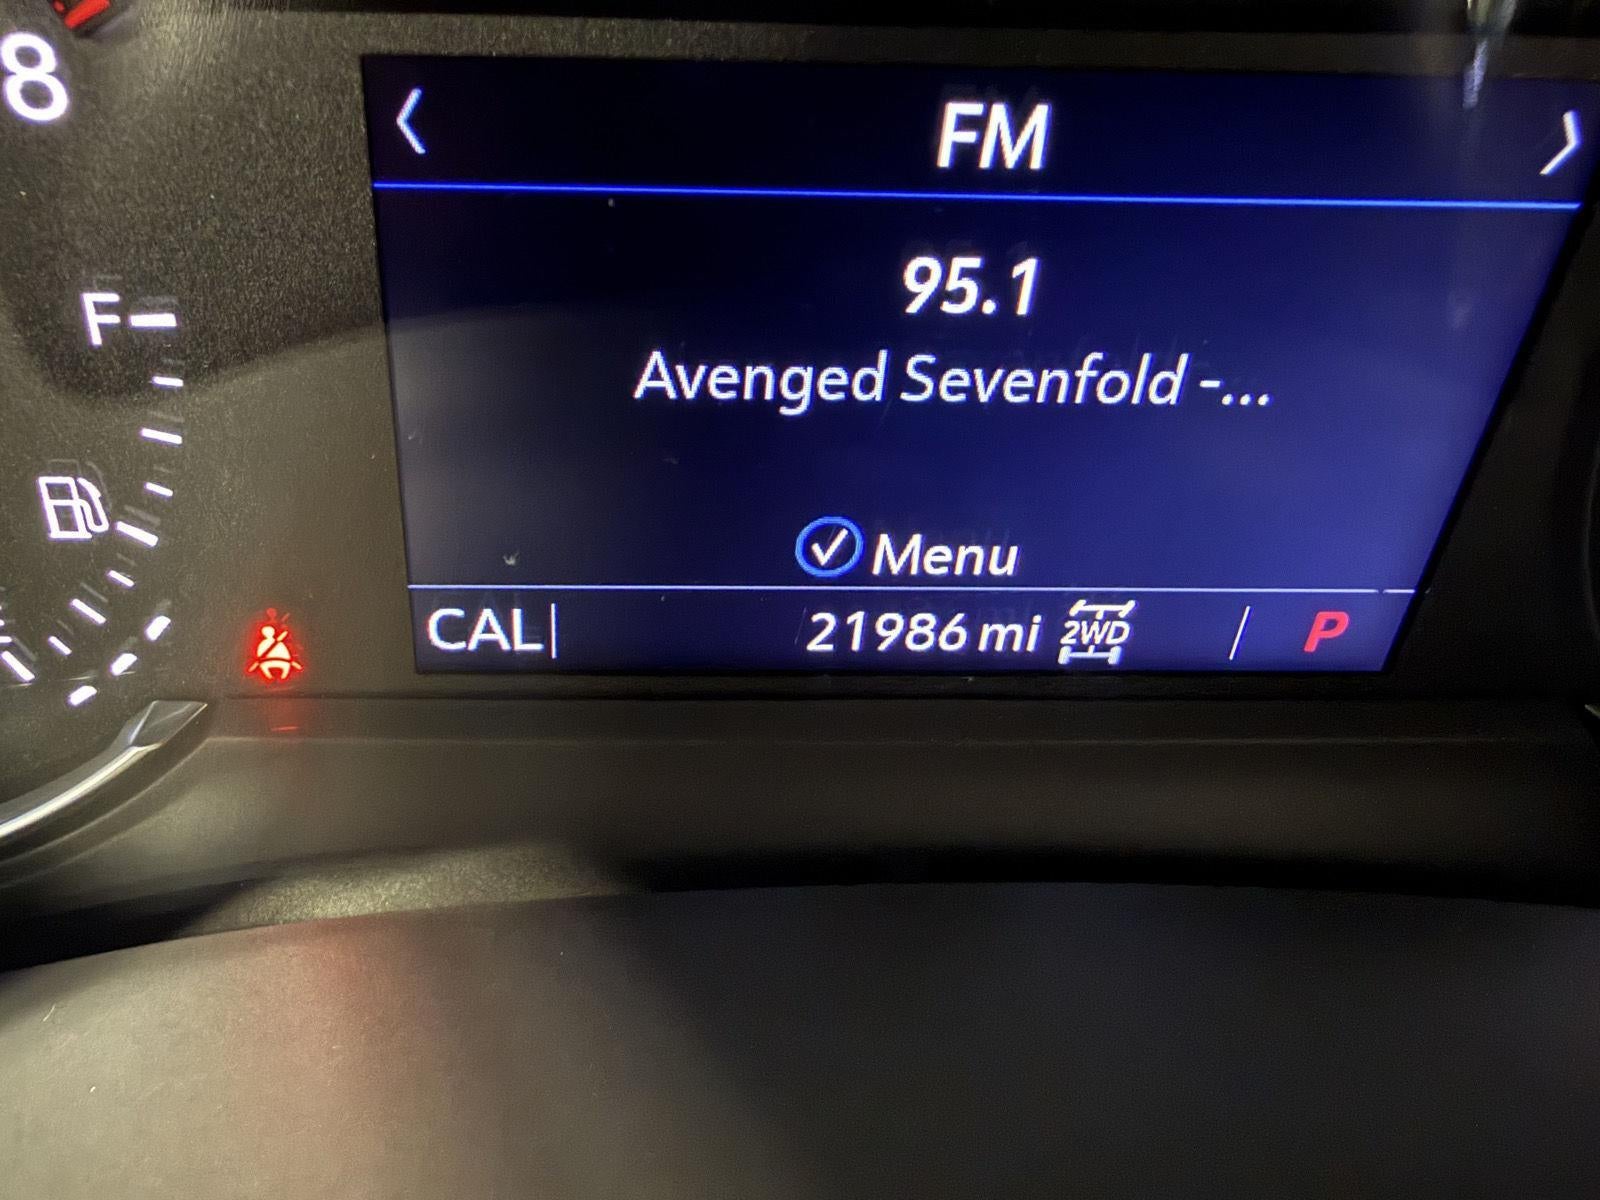 8
FM
95.1
Avenged Sevenfold -...
F
Menu
CAL 21986 mi 2WD P